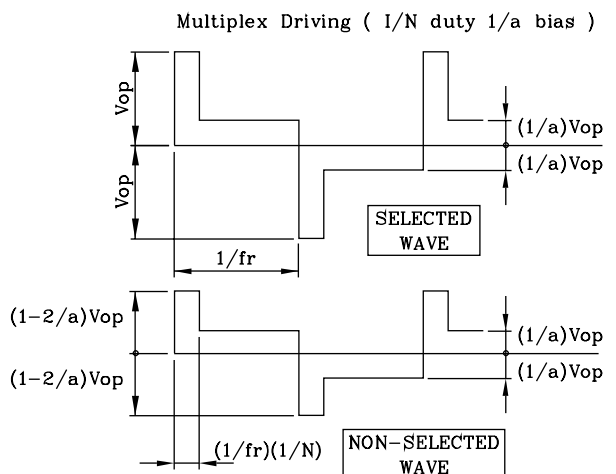 Multiplex Driving ( I/N duty 1/a bias )
Vop
(1/a)Vop
Vop
(1/a)Vop
SELECTED
WAVE
1/fr
(1-2/a)Vop
(1/a)Vop
(1-2/a)Vop
(1/a)Vop
(1/fr)(1/N)
NON-SELECTED
WAVE